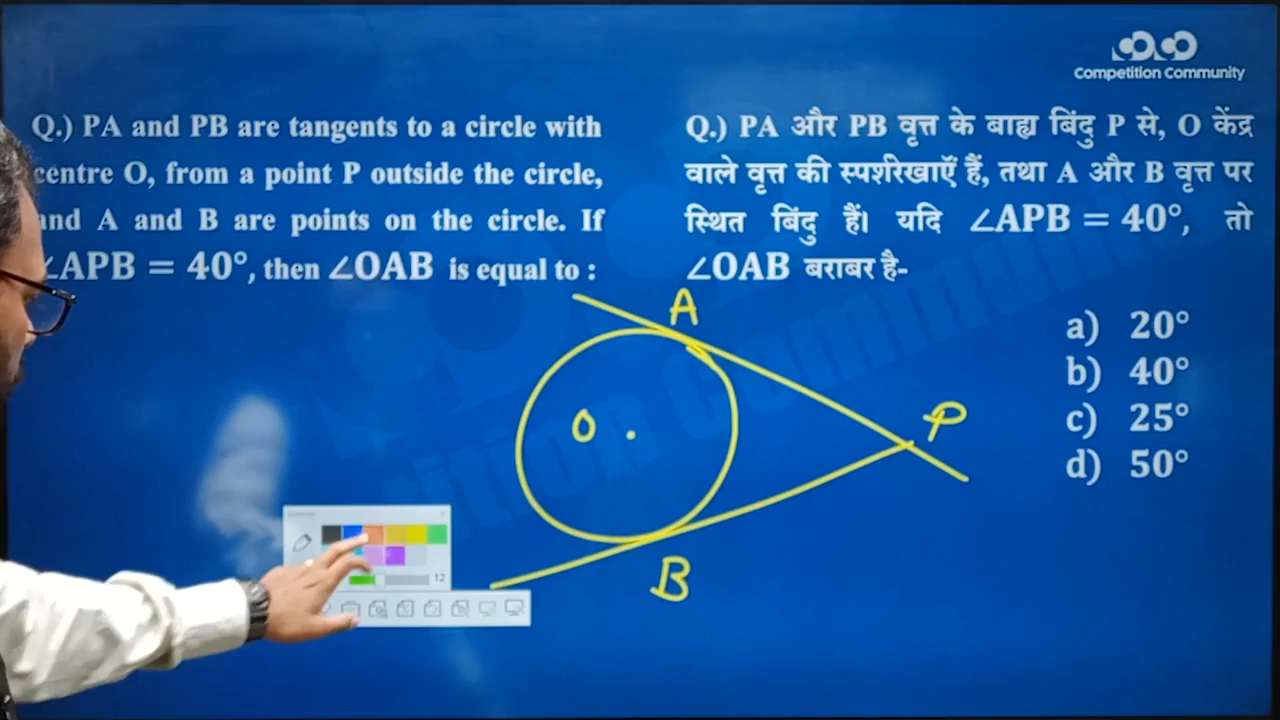 Competition Community
Q.) PA and PB are tangents to a circle with
centre O, from a point P outside the circle,
and A and B are points on the circle. If
∠APB = 40°, then ∠OAB is equal to :
Q.) PA और PB वृत्त के बाह्य बिंदु P से, O केंद्र
वाले वृत्त की स्पर्शरेखाएँ हैं, तथा A और B वृत्त पर
स्थित बिंदु हैं। यदि ∠APB = 40°, तो
∠OAB बराबर है-
a) 20°
b) 40°
c) 25°
d) 50°
A
O
P
B
12